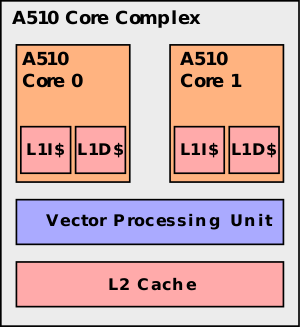 A510 Core Complex
A510
Core 0
L1I$
L1D$
A510
Core 1
L1I$
L1D$
Vector Processing Unit
L2 Cache